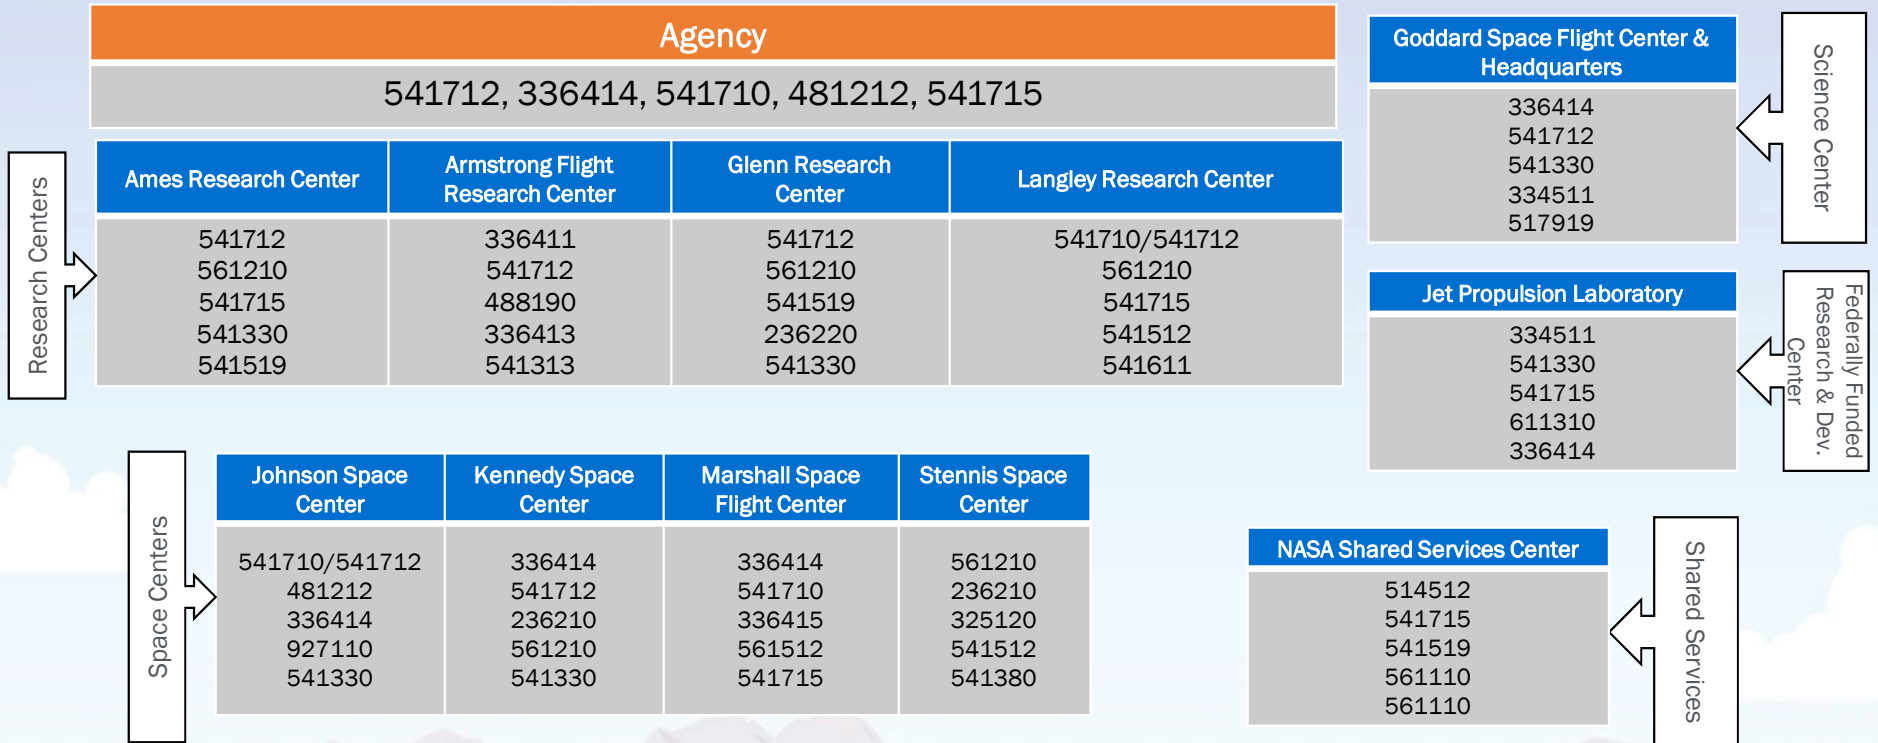 Agency
541712, 336414, 541710, 481212, 541715
Research Centers
Ames Research Center
541712
561210
541715
541330
541519
Armstrong Flight
Research Center
336411
541712
488190
336413
541313
Glenn Research
Center
541712
561210
541519
236220
541330
Langley Research Center
541710/541712
561210
541715
541512
541611
Goddard Space Flight Center &
Headquarters
336414
541712
541330
334511
517919
Science Center
Jet Propulsion Laboratory
334511
541330
541715
611310
336414
Federally Funded
Research & Dev.
Center
Space Centers
Johnson Space
Center
541710/541712
481212
336414
927110
541330
Kennedy Space
Center
336414
541712
236210
561210
541330
Marshall Space
Flight Center
336414
541710
336415
561512
541715
Stennis Space
Center
561210
236210
325120
541512
541380
NASA Shared Services Center
514512
541715
541519
561110
561110
Shared Services